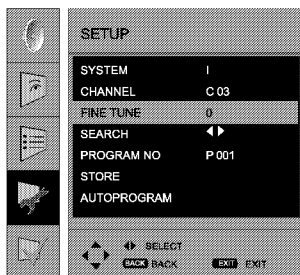 SETUP
SYSTEM I
CHANNEL C 03
FINE TUNE 0
SEARCH
PROGRAM NO P 001
STORE
AUTOPROGRAM
SELECT
BACK BACK EXIT EXIT